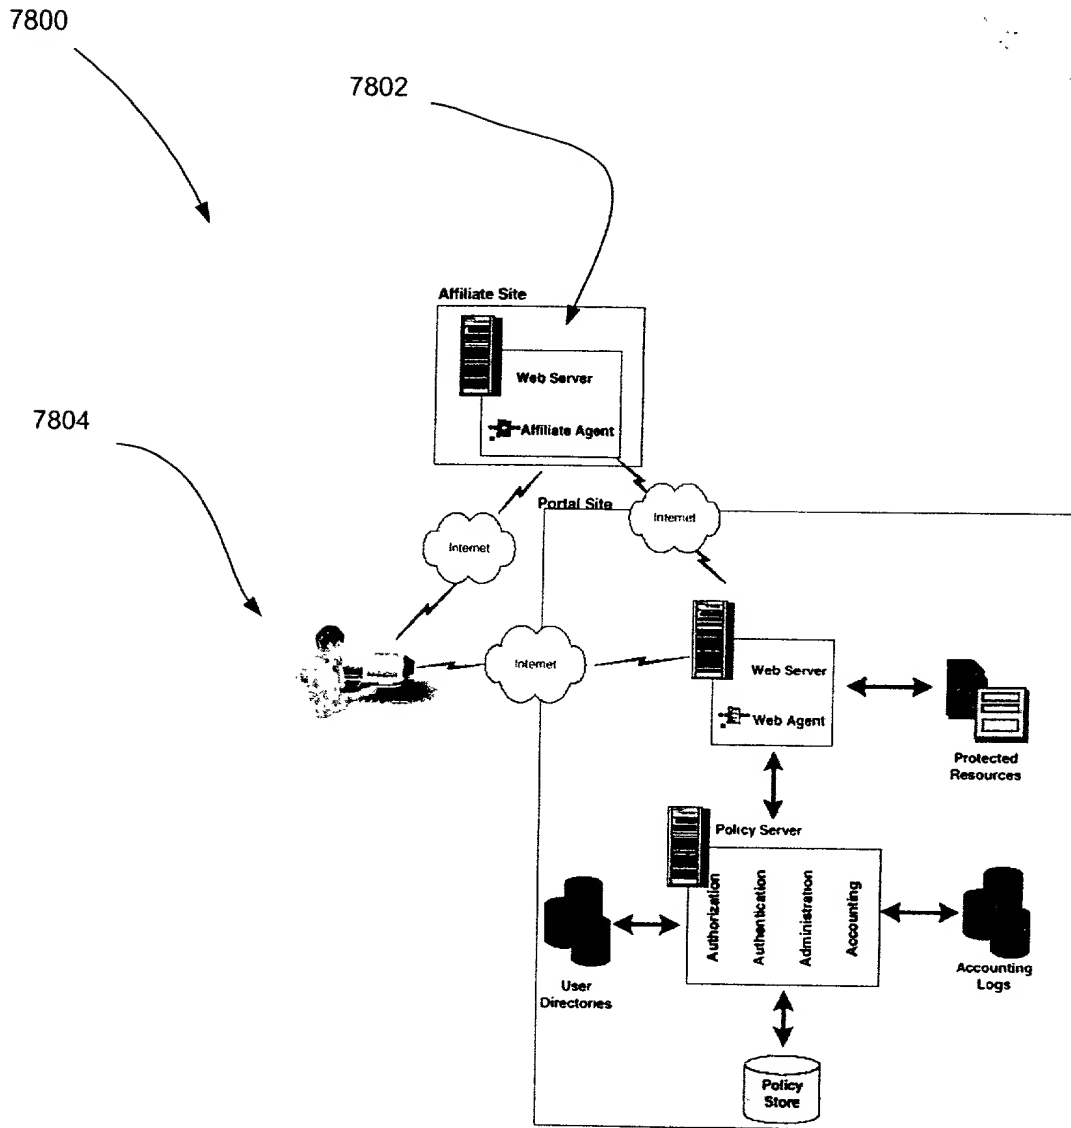 7800
7802
Affiliate Site
Web Server
7804
Affiliate Agent
Portal Site
Internet
Internet
Internet
Web Server
Web Agent
Protected
Resources
Policy Server
Authorization
Authentication
Administration
Accounting
User
Directories
Accounting
Logs
Policy
Store